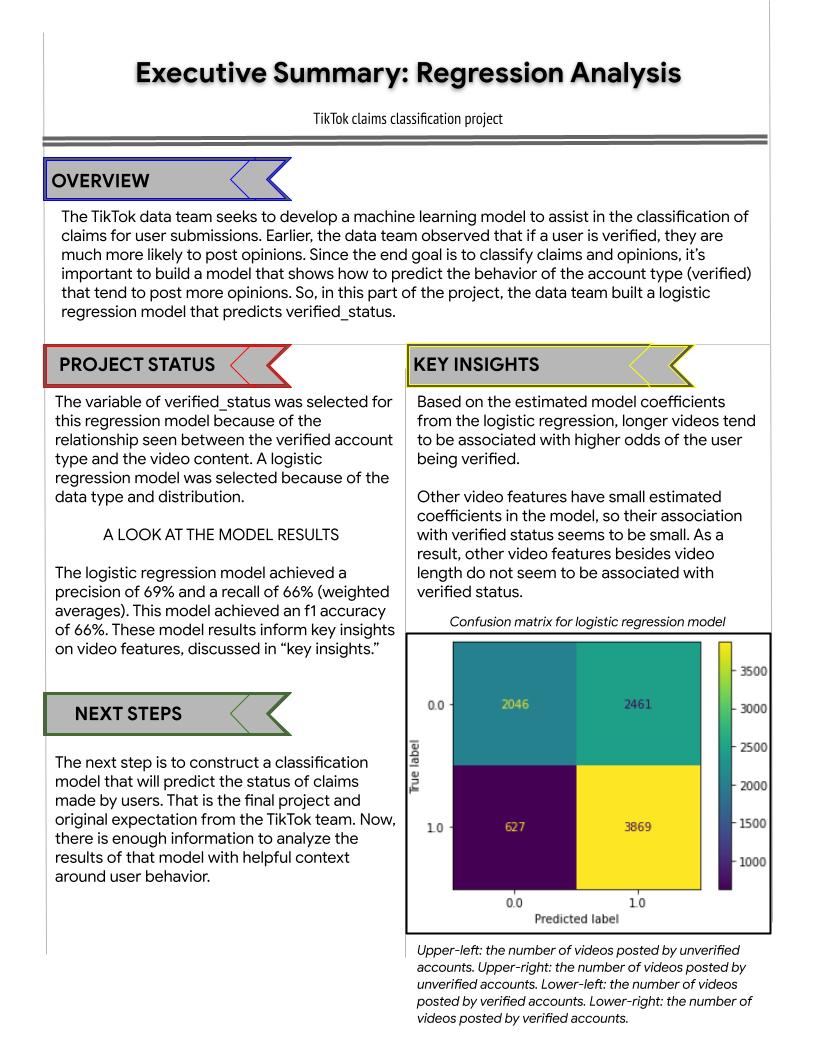 Executive Summary: Regression Analysis
TikTok claims classification project
OVERVIEW
The TikTok data team seeks to develop a machine learning model to assist in the classification of
claims for user submissions. Earlier, the data team observed that if a user is verified, they are
much more likely to post opinions. Since the end goal is to classify claims and opinions, it’s
important to build a model that shows how to predict the behavior of the account type (verified)
that tend to post more opinions. So, in this part of the project, the data team built a logistic
regression model that predicts verified_status.
PROJECT STATUS
The variable of verified_status was selected for
this regression model because of the
relationship seen between the verified account
type and the video content. A logistic
regression model was selected because of the
data type and distribution.
A LOOK AT THE MODEL RESULTS
The logistic regression model achieved a
precision of 69% and a recall of 66% (weighted
averages). This model achieved an f1 accuracy
of 66%. These model results inform key insights
on video features, discussed in “key insights.”
NEXT STEPS
The next step is to construct a classification
model that will predict the status of claims
made by users. That is the final project and
original expectation from the TikTok team. Now,
there is enough information to analyze the
results of that model with helpful context
around user behavior.
KEY INSIGHTS
Based on the estimated model coefficients
from the logistic regression, longer videos tend
to be associated with higher odds of the user
being verified.
Other video features have small estimated
coefficients in the model, so their association
with verified status seems to be small. As a
result, other video features besides video
length do not seem to be associated with
verified status.
Confusion matrix for logistic regression model
True label
0.0
2046
2461
1.0
627
3869
0.0
1.0
Predicted label
3500
3000
2500
2000
1500
1000
Upper-left: the number of videos posted by unverified
accounts. Upper-right: the number of videos posted by
unverified accounts. Lower-left: the number of videos
posted by verified accounts. Lower-right: the number of
videos posted by verified accounts.